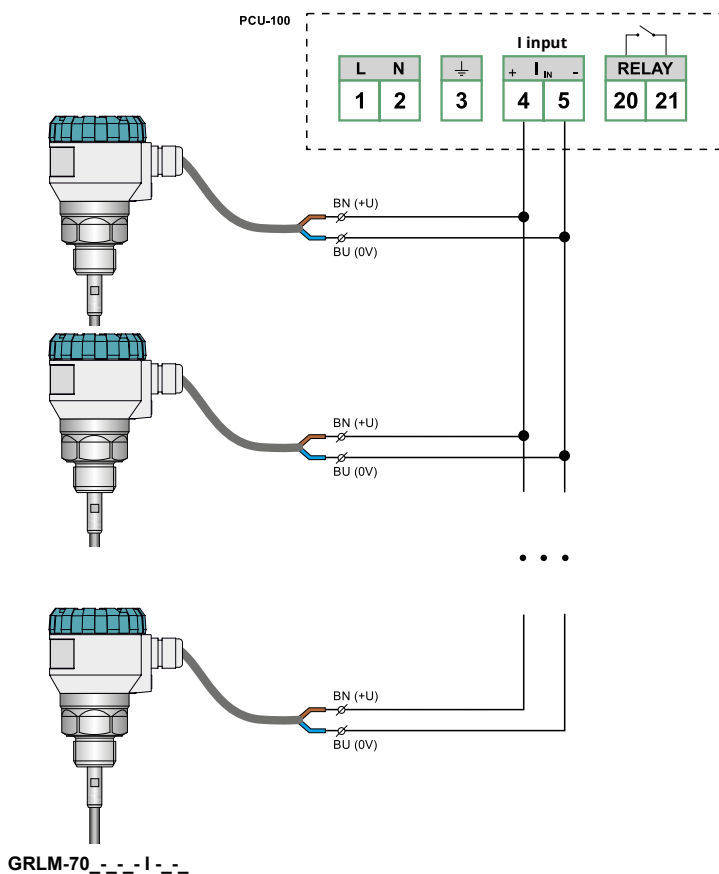 PCU-100
I input
L N
+ I IN -
RELAY
1 2
3
4 5
20 21
BN (+U)
BU (0V)
BN (+U)
BU (0V)
• • •
BN (+U)
BU (0V)
GRLM-70_-_-_-I-_-_